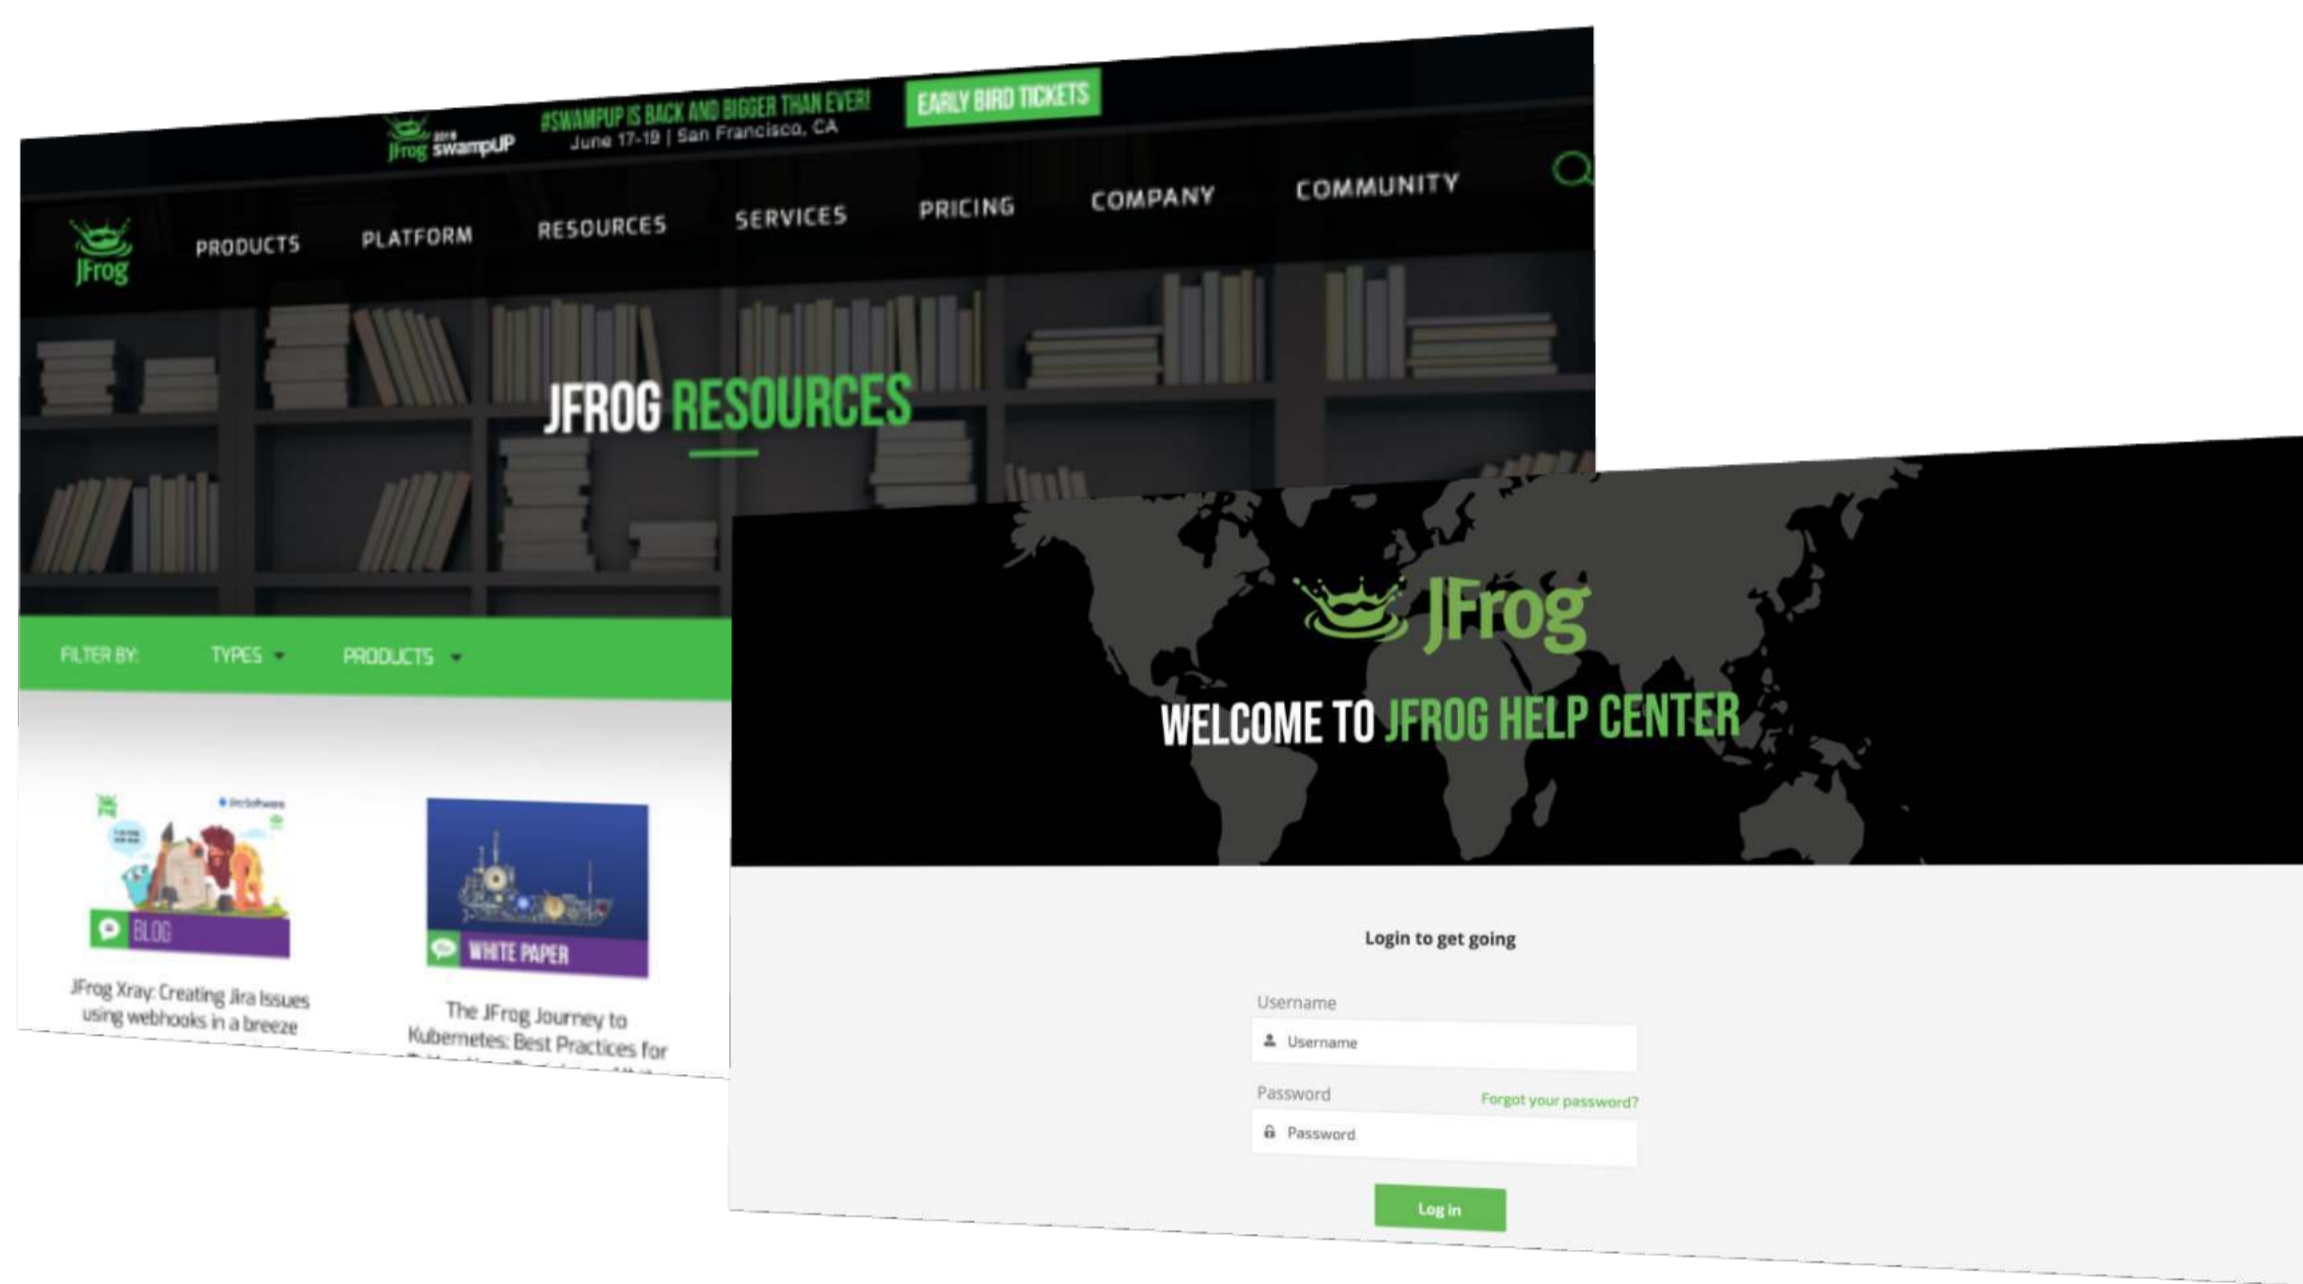 #SWAMPUP IS BACK AND BIGGER THAN EVER!
EARLY BIRD TICKETS
JFrog swampUP
June 17-19 | San Francisco, CA
JFrog
PRODUCTS
PLATFORM
RESOURCES
SERVICES
PRICING
COMPANY
COMMUNITY
JFROG RESOURCES
FILTER BY:
TYPES
PRODUCTS
BLOG
JFrog Xray: Creating Jira Issues
using webhooks in a breeze
WHITE PAPER
The JFrog Journey to
Kubernetes: Best Practices for
JFrog
WELCOME TO JFROG HELP CENTER
Login to get going
Username
Username
Password
Forgot your password?
Password
Log in